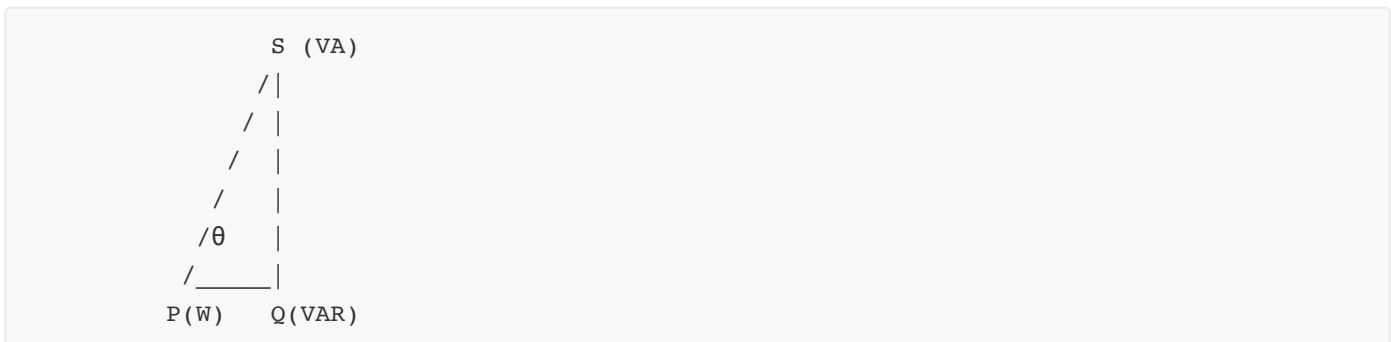 S (VA)
/|
/ |
/ |
/ |
/θ |
/_____|
P(W) Q(VAR)